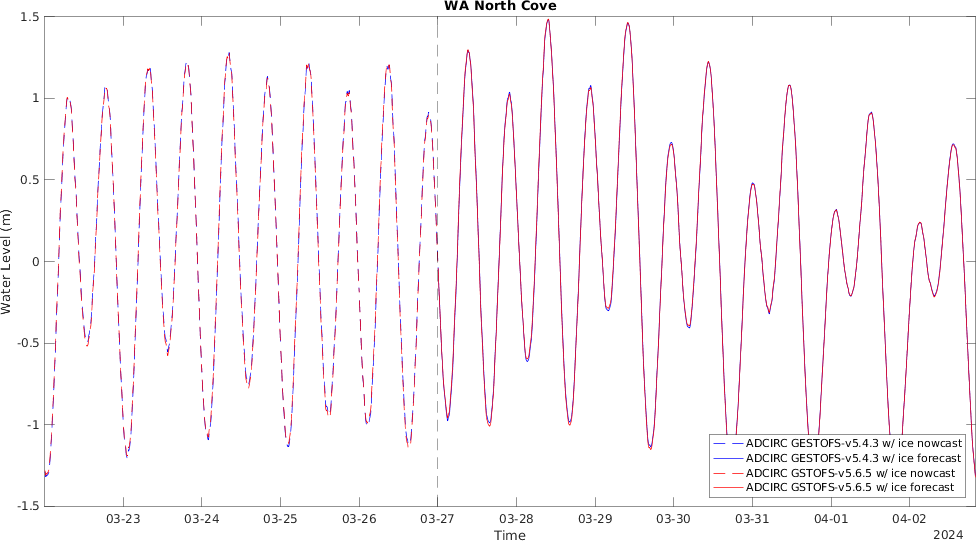 WA North Cove
1.5
1
0.5
0
-0.5
-1
-1.5
Water Level (m)
ADCIRC GESTOFS-v5.4.3 w/ ice nowcast
ADCIRC GESTOFS-v5.4.3 w/ ice forecast
ADCIRC GSTOFS-v5.6.5 w/ ice nowcast
ADCIRC GSTOFS-v5.6.5 w/ ice forecast
03-23 03-24 03-25 03-26 03-27 03-28 03-29 03-30 03-31 04-01 04-02
Time
2024